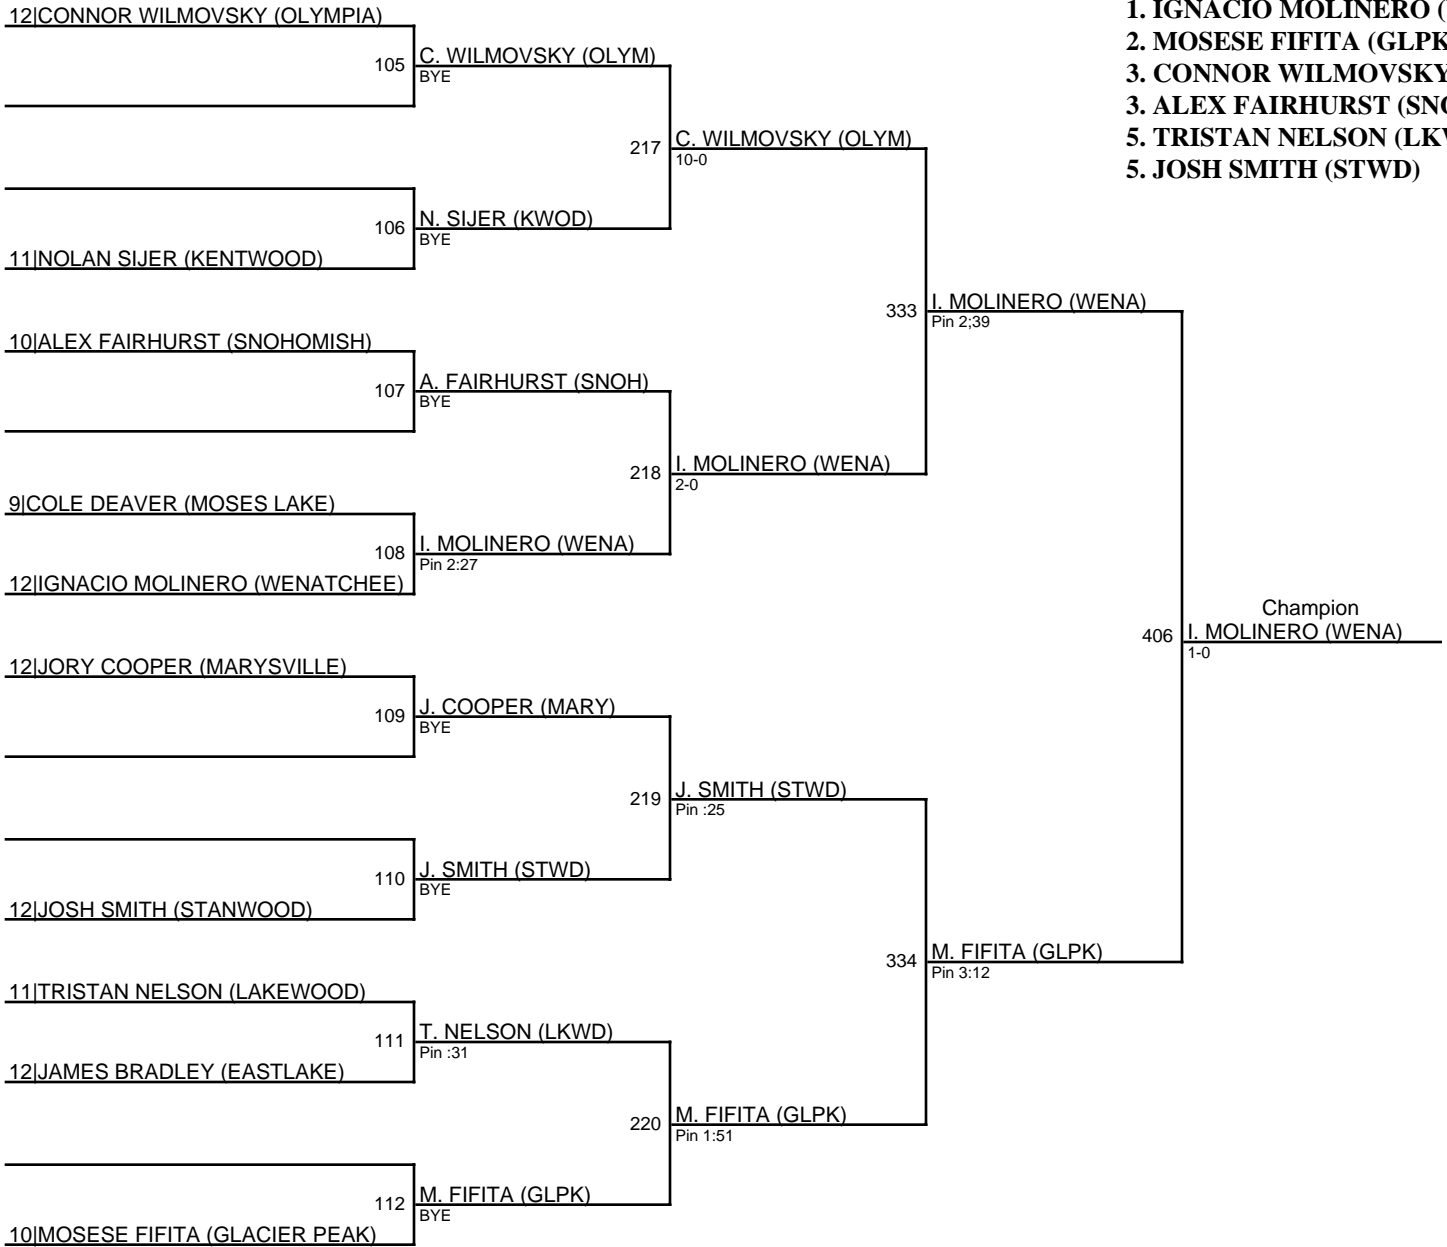 12|CONNOR WILMOVSKY (OLYMPIA)
105
C. WILMOVSKY (OLYM)
BYE
217
C. WILMOVSKY (OLYM)
10-0
106
N. SIJER (KWOD)
BYE
11|NOLAN SIJER (KENTWOOD)
333
I. MOLINERO (WENA)
Pin 2;39
10|ALEX FAIRHURST (SNOHOMISH)
107
A. FAIRHURST (SNOH)
BYE
218
I. MOLINERO (WENA)
2-0
9|COLE DEAVER (MOSES LAKE)
108
I. MOLINERO (WENA)
Pin 2:27
12|IGNACIO MOLINERO (WENATCHEE)
Champion
406
I. MOLINERO (WENA)
1-0
12|JORY COOPER (MARYSVILLE)
109
J. COOPER (MARY)
BYE
219
J. SMITH (STWD)
Pin :25
110
J. SMITH (STWD)
BYE
12|JOSH SMITH (STANWOOD)
334
M. FIFITA (GLPK)
Pin 3:12
11|TRISTAN NELSON (LAKEWOOD)
111
T. NELSON (LKWD)
Pin :31
12|JAMES BRADLEY (EASTLAKE)
220
M. FIFITA (GLPK)
Pin 1:51
112
M. FIFITA (GLPK)
BYE
10|MOSESE FIFITA (GLACIER PEAK)
1. IGNACIO MOLINERO (
2. MOSESE FIFITA (GLPK
3. CONNOR WILMOVSKY
3. ALEX FAIRHURST (SNO
5. TRISTAN NELSON (LKW
5. JOSH SMITH (STWD)